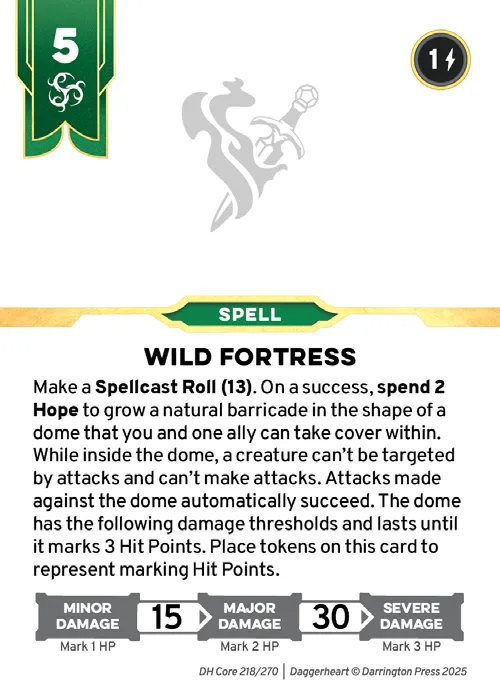 5
1
SPELL
WILD FORTRESS
Make a Spellcast Roll (13). On a success, spend 2
Hope to grow a natural barricade in the shape of a
dome that you and one ally can take cover within.
While inside the dome, a creature can’t be targeted
by attacks and can’t make attacks. Attacks made
against the dome automatically succeed. The dome
has the following damage thresholds and lasts until
it marks 3 Hit Points. Place tokens on this card to
represent marking Hit Points.
MINOR DAMAGE 15 MAJOR DAMAGE 30 SEVERE DAMAGE
Mark 1 HP Mark 2 HP Mark 3 HP
DH Core 218/270 | Daggerheart © Darrington Press 2025